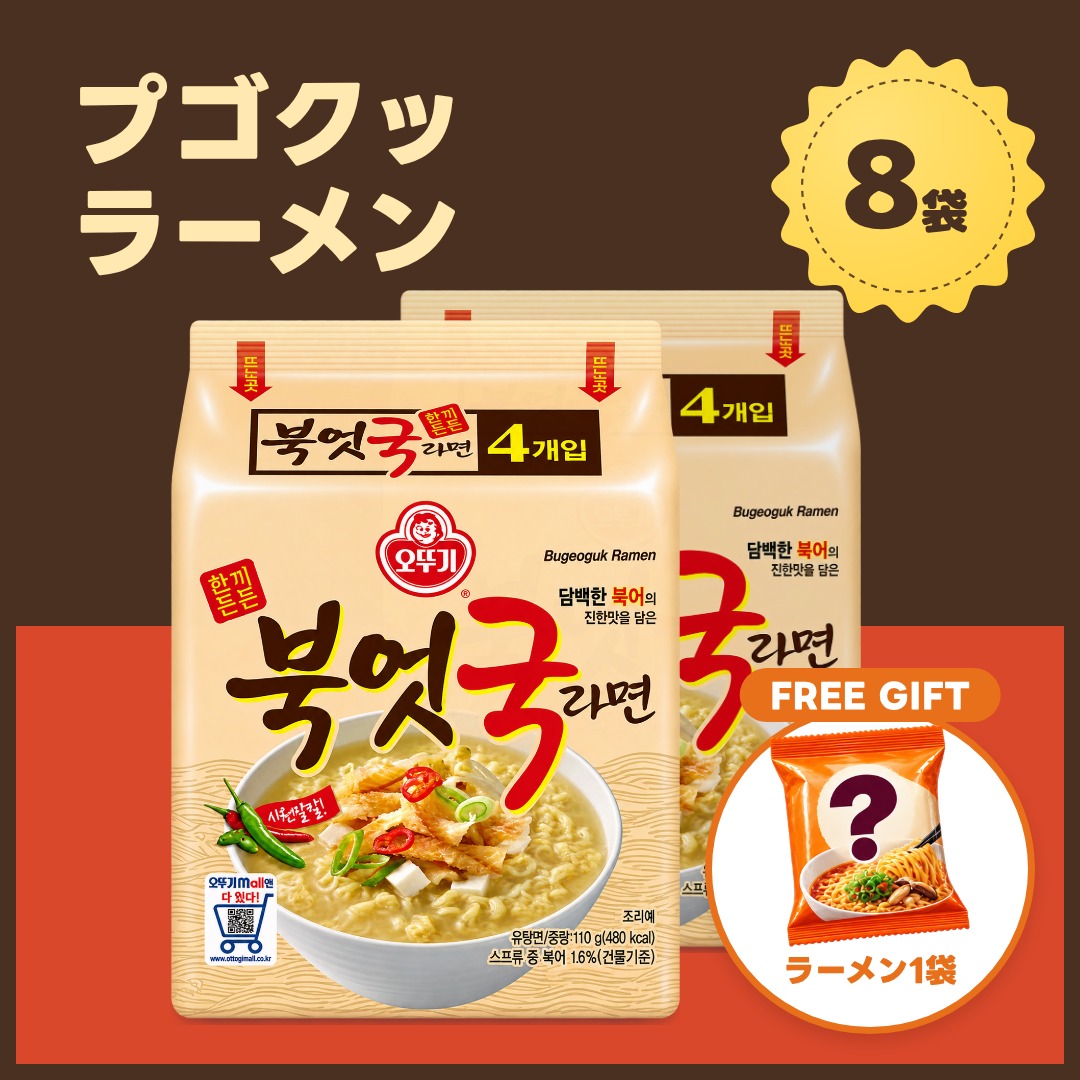 プゴクッ
ラーメン
8袋
뜯는곳
뜯는곳
뜯는곳
북엇국라면
한끼
든든
4개입
4개입
오뚜기
®
Bugeoguk Ramen
Bugeoguk Ramen
담백한 북어의
진한맛을 담은
담백한 북어의
진한맛을 담은
한끼
든든
북엇국라면
국라면
시원말칼!
오뚜기mall엔
다 있다!
www.ottogimall.co.kr
조리예
유탕면/중량:110 g(480 kcal)
스프류 중 북어 1.6%(건물기준)
스프류
FREE GIFT
?
ラーメン1袋